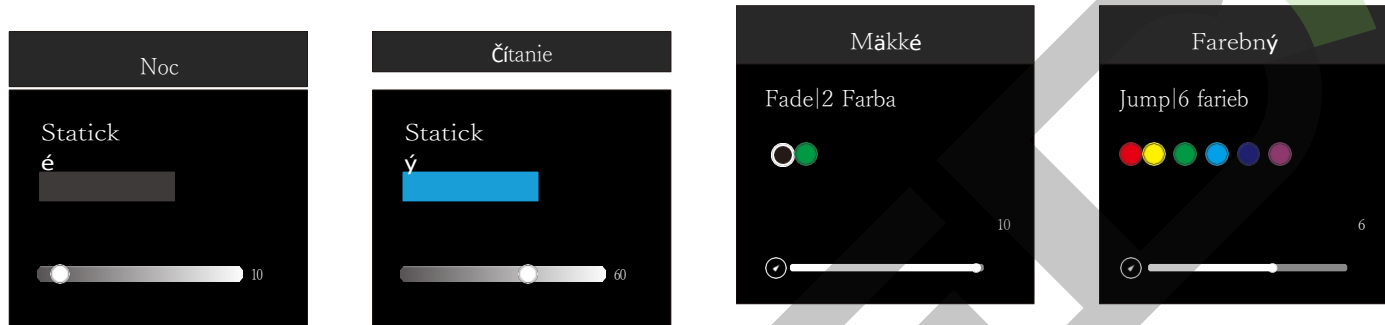 Noc
Statick
é
10
Čítanie
Statick
ý
60
Mäkké
Fade|2 Farba
10
Farebný
Jump|6 farieb
6